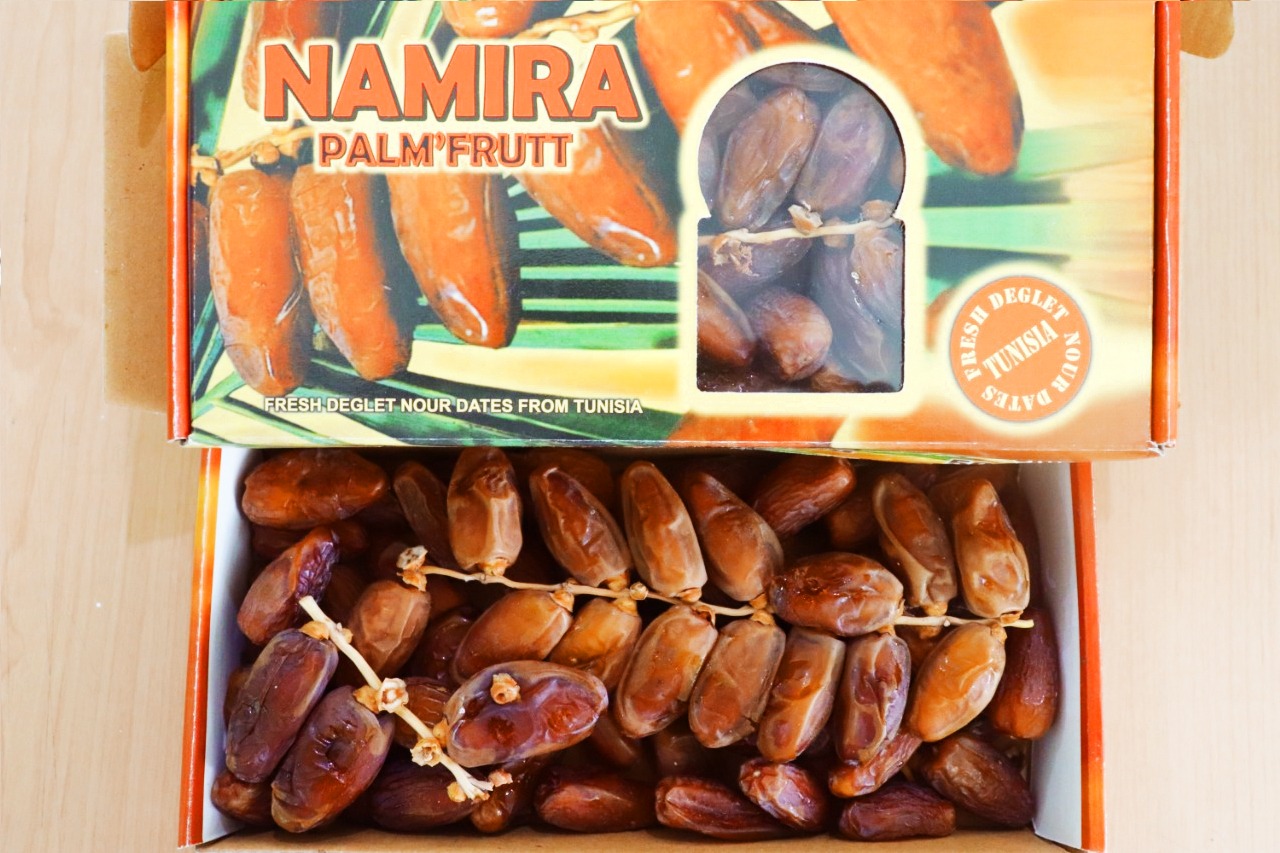 NAMIRA
PALM'FRUTT
FRESH DEGLET NOUR DATES FROM TUNISIA
FRESH DEGLET NOUR DATES
TUNISIA